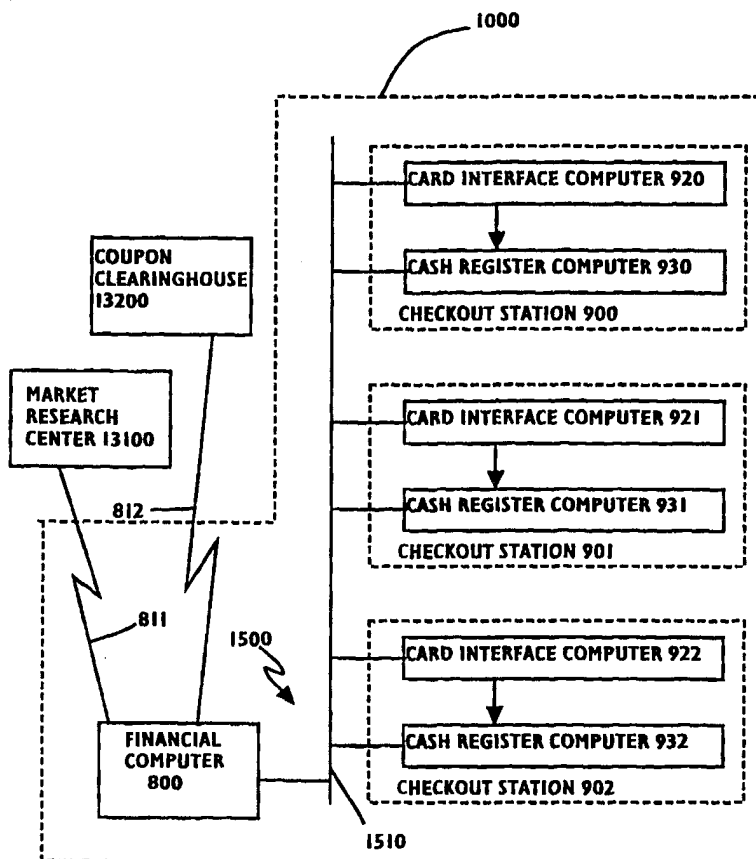 1000
CARD INTERFACE COMPUTER 920
CASH REGISTER COMPUTER 930
CHECKOUT STATION 900
COUPON
CLEARINGHOUSE
13200
MARKET
RESEARCH
CENTER 13100
CARD INTERFACE COMPUTER 921
CASH REGISTER COMPUTER 931
CHECKOUT STATION 901
812
811
1500
CARD INTERFACE COMPUTER 922
CASH REGISTER COMPUTER 932
CHECKOUT STATION 902
FINANCIAL
COMPUTER
800
1510